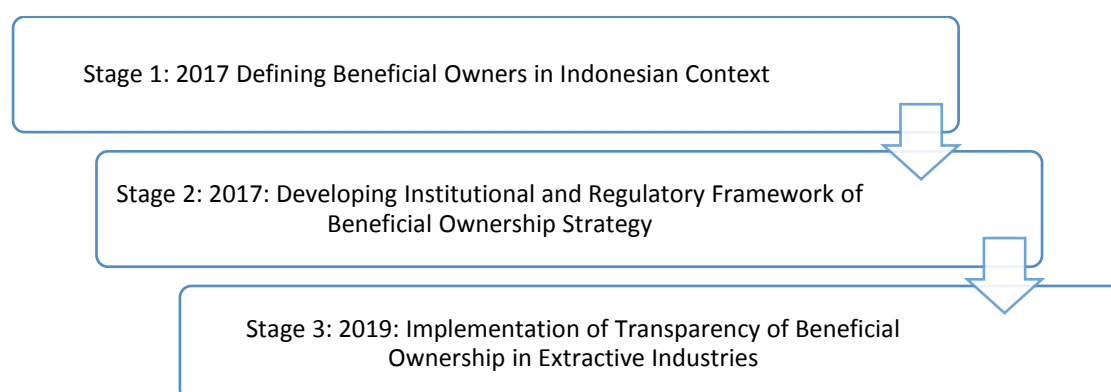 Stage 1: 2017 Defining Beneficial Owners in Indonesian Context
Stage 2: 2017: Developing Institutional and Regulatory Framework of
Beneficial Ownership Strategy
Stage 3: 2019: Implementation of Transparency of Beneficial
Ownership in Extractive Industries